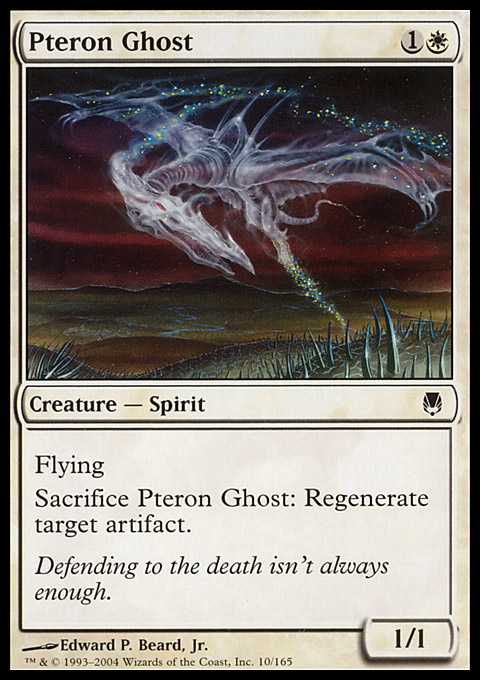 Pteron Ghost 1
Creature — Spirit
Flying
Sacrifice Pteron Ghost: Regenerate
target artifact.
Defending to the death isn't always
enough.
Edward P. Beard, Jr.
1/1
™ & © 1993–2004 Wizards of the Coast, Inc. 10/165